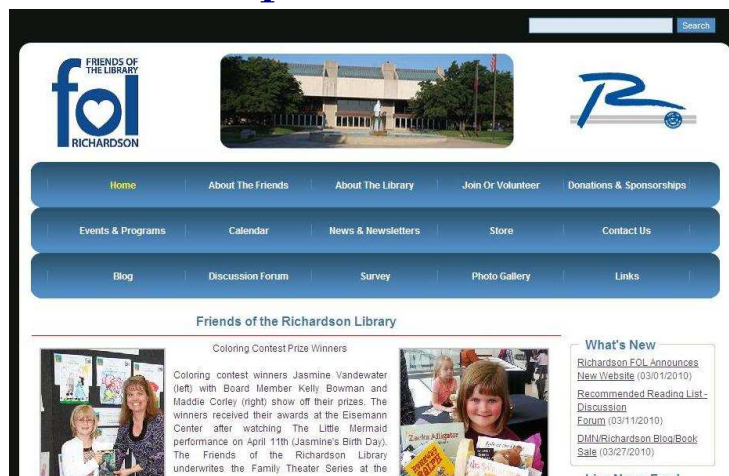 Search
FRIENDS OF
THE LIBRARY
fol
RICHARDSON
R
Home About The Friends About The Library Join Or Volunteer Donations & Sponsorships
Events & Programs Calendar News & Newsletters Store Contact Us
Blog Discussion Forum Survey Photo Gallery Links
Friends of the Richardson Library
Coloring Contest Prize Winners
Coloring contest winners Jasmine Vandewater
(left) with Board Member Kelly Bowman and
Maddie Corley (right) show off their prizes. The
winners received their awards at the Eisemann
Center after watching The Little Mermaid
performance on April 11th (Jasmine's Birth Day).
The Friends of the Richardson Library
underwrites the Family Theater Series at the
What's New
Richardson FOL Announces
New Website (03/01/2010)
Recommended Reading List -
Discussion
Forum (03/11/2010)
DMN/Richardson Blog/Book
Sale (03/27/2010)